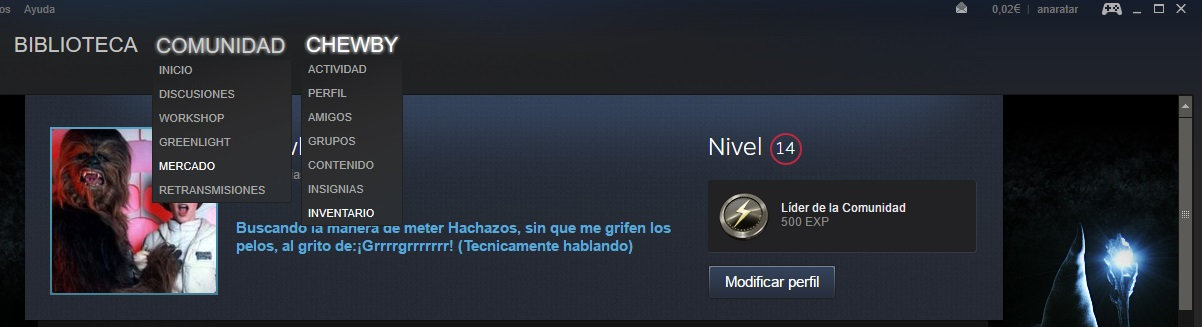 Ayuda
0,02€ | anaratar
BIBLIOTECA COMUNIDAD CHEWBY
INICIO
DISCUSIONES
WORKSHOP
GREENLIGHT
MERCADO
RETRANSMISIONES
ACTIVIDAD
PERFIL
AMIGOS
GRUPOS
CONTENIDO
INSIGNIAS
INVENTARIO
Buscando la manera de meter Hachazos, sin que me grifen los
pelos, al grito de:¡Grrrrgrrrrrrr! (Tecnicamente hablando)
Nivel 14
Líder de la Comunidad
500 EXP
Modificar perfil